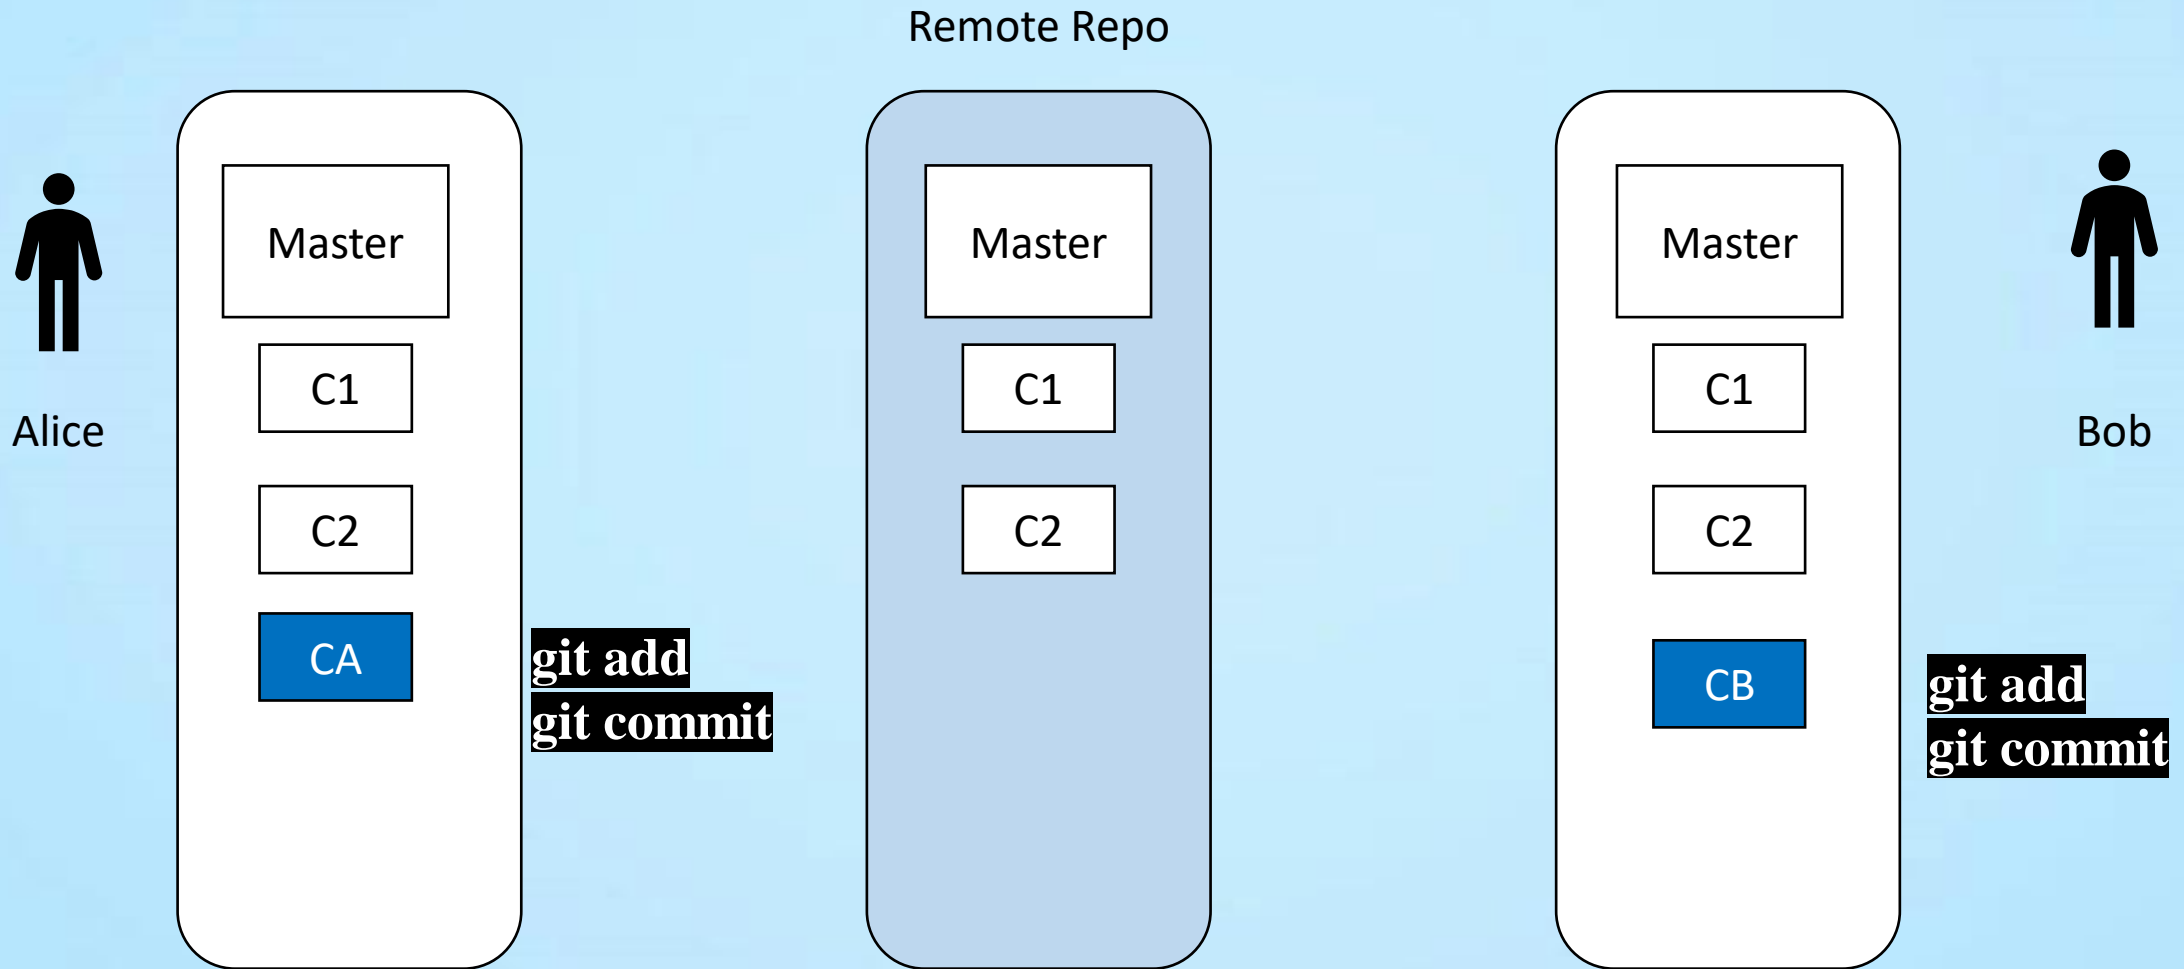 Remote Repo
Alice
Master
C1
C2
CA
git add
git commit
Master
C1
C2
Master
C1
C2
CB
git add
git commit
Bob